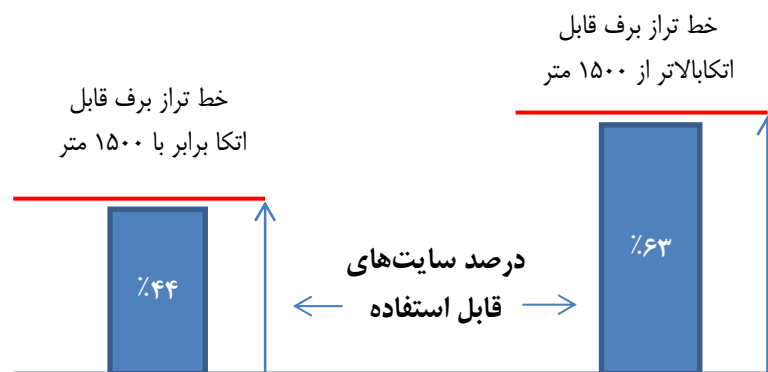 خط تراز برف قابل
اتکابالاتر از ۱۵۰۰ متر
خط تراز برف قابل
اتکا برابر با ۱۵۰۰ متر
٪۶۳
درصد سایت‌های
قابل استفاده
٪۴۴